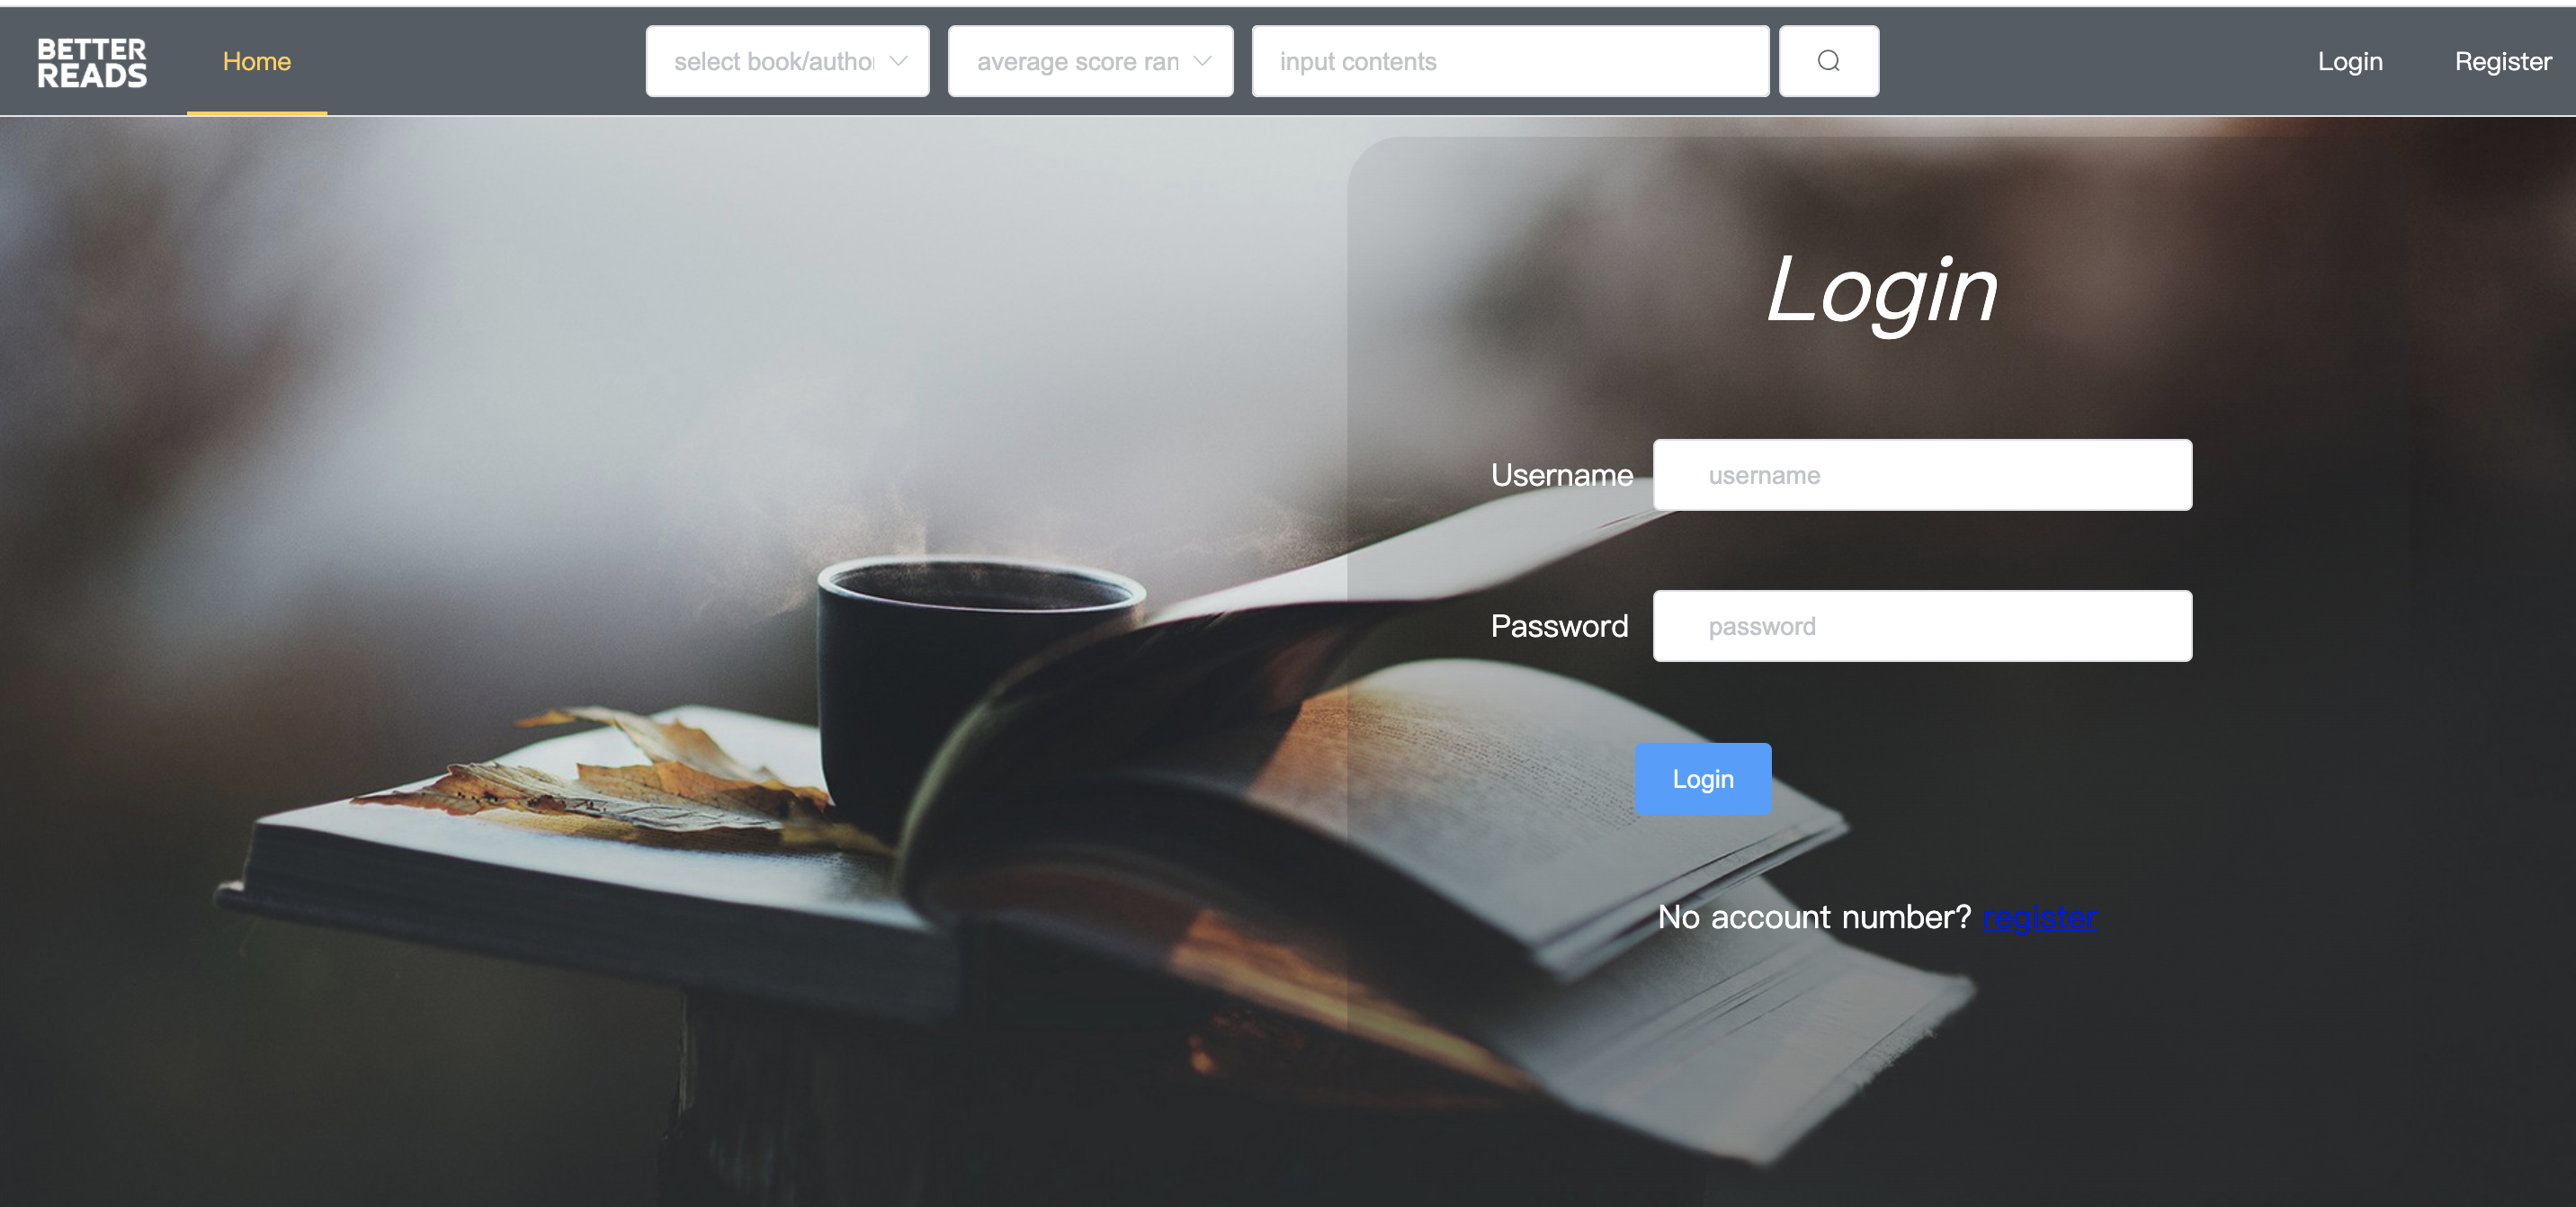 BETTER
READS
Home
select book/autho
average score ran
input contents
Login
Register
Login
Username
username
Password
password
Login
No account number? register